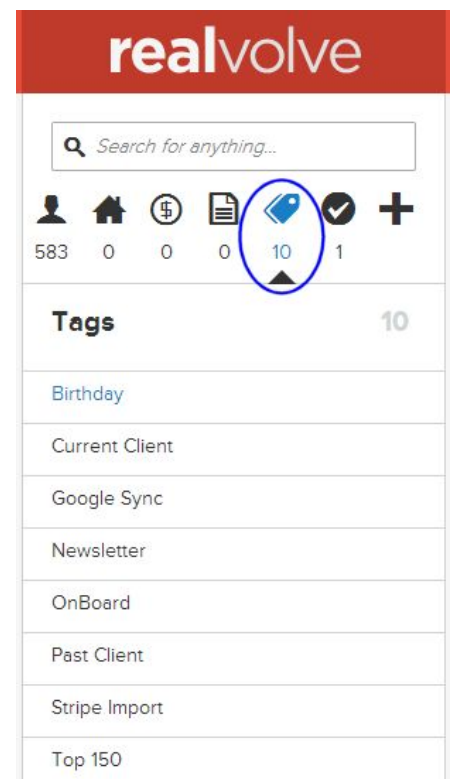 realvolve
Search for anything...
583 0 0 0 10 1
Tags 10
Birthday
Current Client
Google Sync
Newsletter
OnBoard
Past Client
Stripe Import
Top 150